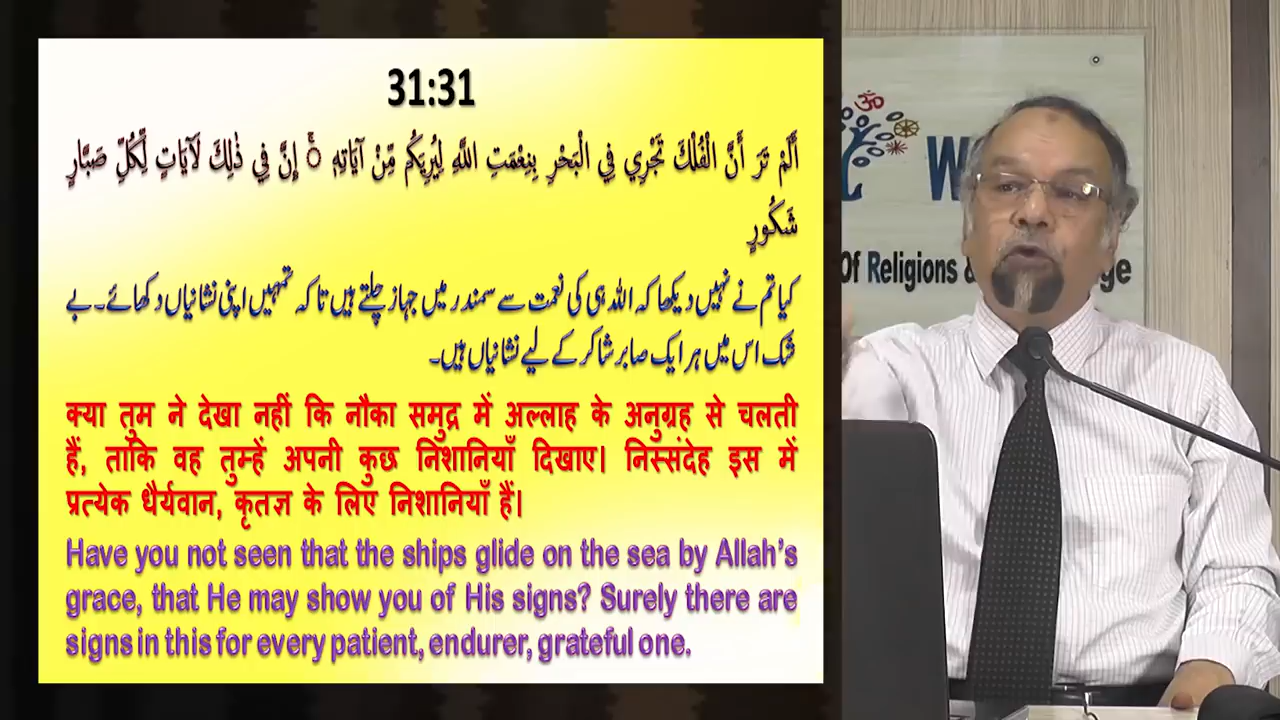 31:31
أَلَمْ تَرَ أَنَّ الْفُلْكَ تَجْرِي فِي الْبَحْرِ بِنِعْمَتِ اللَّهِ لِيُرِيَكُم مِّنْ آيَاتِهِ ۚ إِنَّ فِي ذَٰلِكَ لَآيَاتٍ لِّكُلِّ صَبَّارٍ
شَكُورٍ
کیا تم نے نہیں دیکھا کہ اللہ ہی کی نعمت سے سمندر میں جہاز چلتے ہیں تاکہ تمہیں اپنی نشانیاں دکھائے۔ بے
شک اس میں ہر ایک صابر شاکر کے لیے نشانیاں ہیں۔
क्या तुम ने देखा नहीं कि नौका समुद्र में अल्लाह के अनुग्रह से चलती
हैं, ताकि वह तुम्हें अपनी कुछ निशानियाँ दिखाए। निस्संदेह इस में
प्रत्येक धैर्यवान, कृतज्ञ के लिए निशानियाँ हैं।
Have you not seen that the ships glide on the sea by Allah's
grace, that He may show you of His signs? Surely there are
signs in this for every patient, endurer, grateful one.
Of Religions &